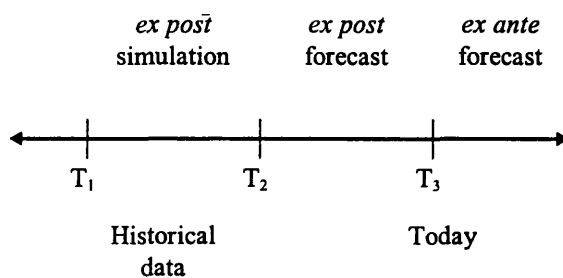 ex post ex post ex ante
simulation forecast forecast
T₁ T₂ T₃
Historical Today
data